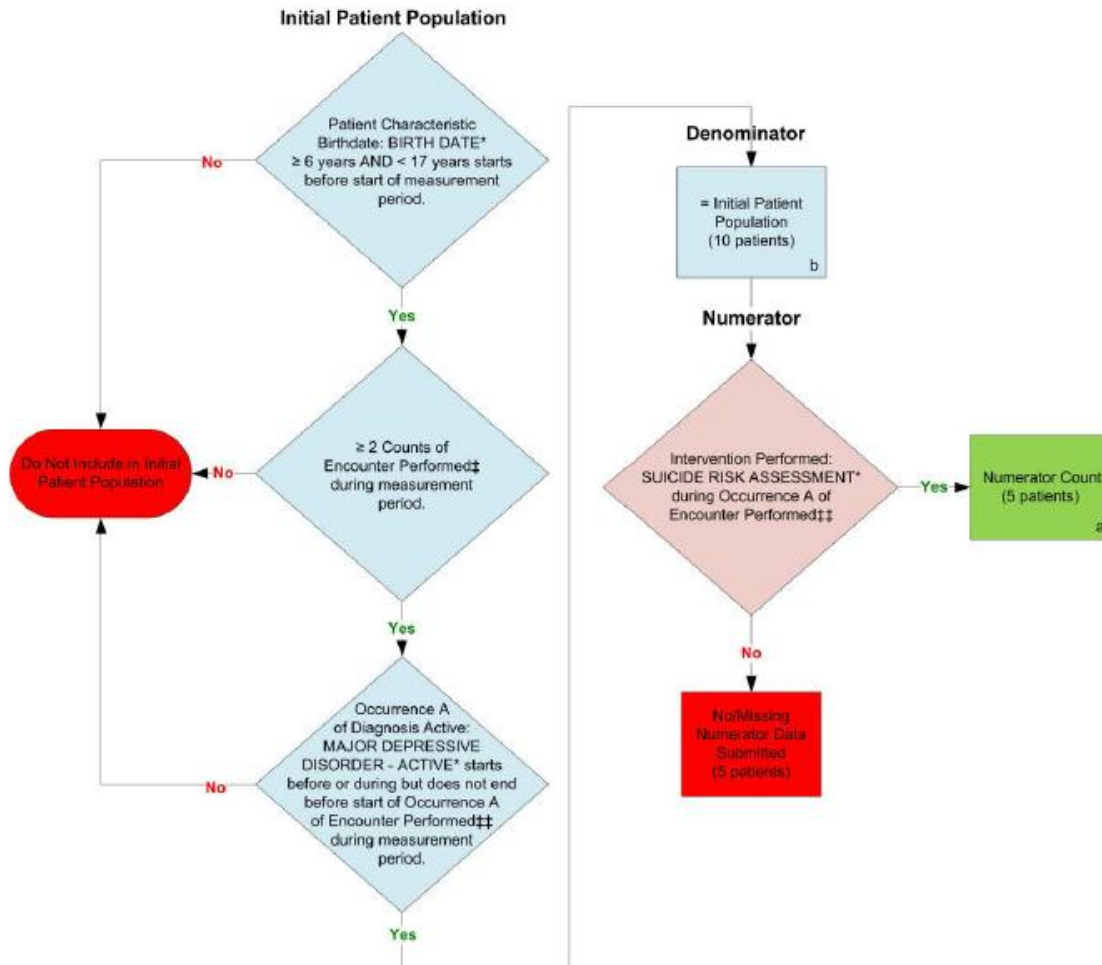 Initial Patient Population
Patient Characteristic
Birthdate: BIRTH DATE*
≥ 6 years AND < 17 years starts
before start of measurement
period.
No
Yes
≥ 2 Counts of
Encounter Performed‡
during measurement
period.
No
Do Not Include in Initial
Patient Population
Yes
Occurrence A
of Diagnosis Active:
MAJOR DEPRESSIVE
DISORDER - ACTIVE* starts
before or during but does not end
before start of Occurrence A
of Encounter Performed‡‡
during measurement
period.
No
Yes
Denominator
= Initial Patient
Population
(10 patients)
b
Numerator
Intervention Performed:
SUICIDE RISK ASSESSMENT*
during Occurrence A of
Encounter Performed‡‡
Yes
Numerator Count
(5 patients)
a
No
No/Missing
Numerator Data
Submitted
(5 patients)